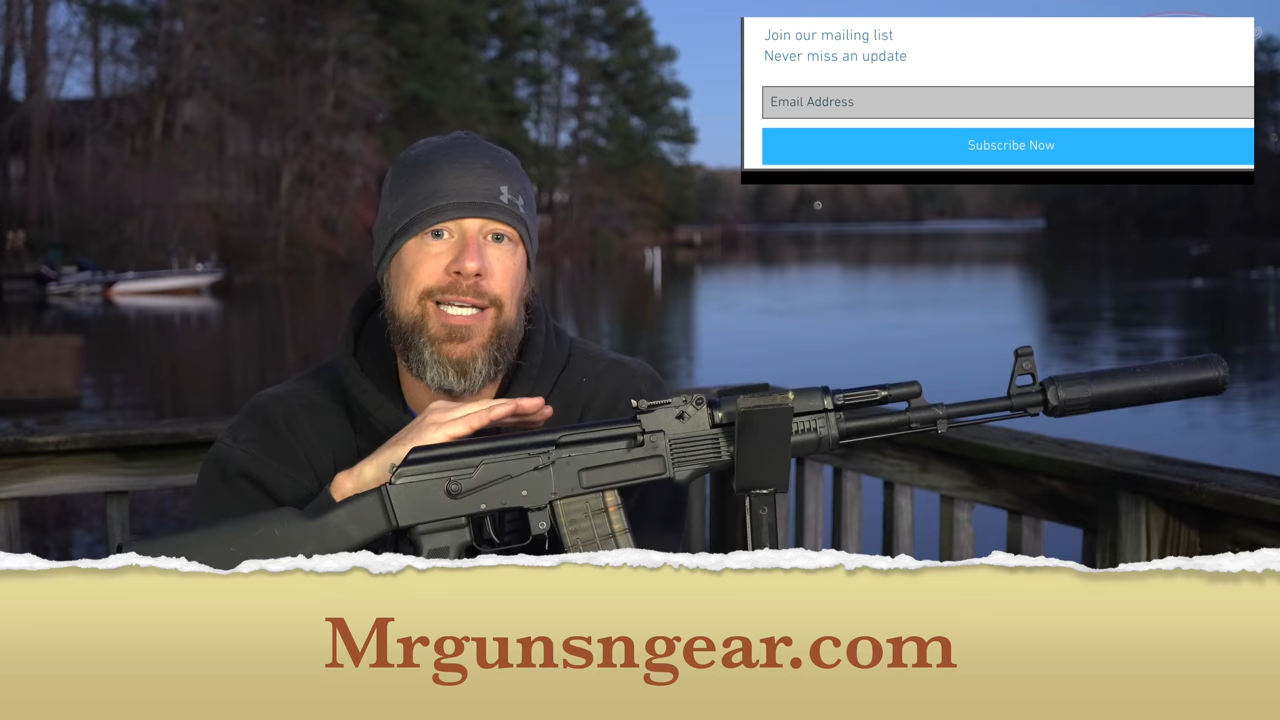 Join our mailing list
Never miss an update
Email Address
Subscribe Now
Mrgunsngear.com